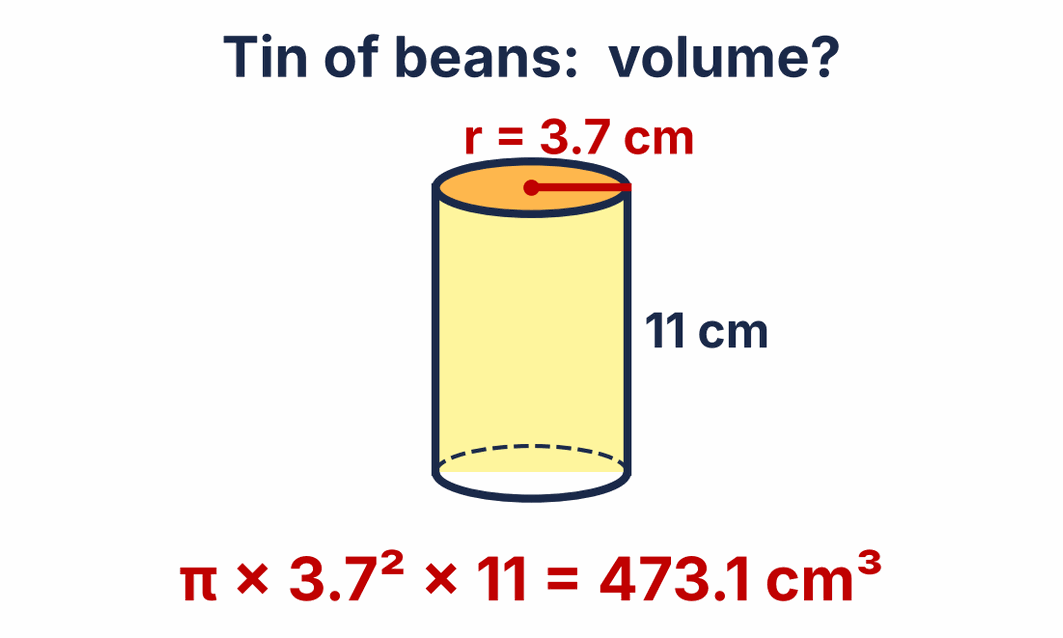 Tin of beans: volume?
r = 3.7 cm
11 cm
π × 3.7² × 11 = 473.1 cm³